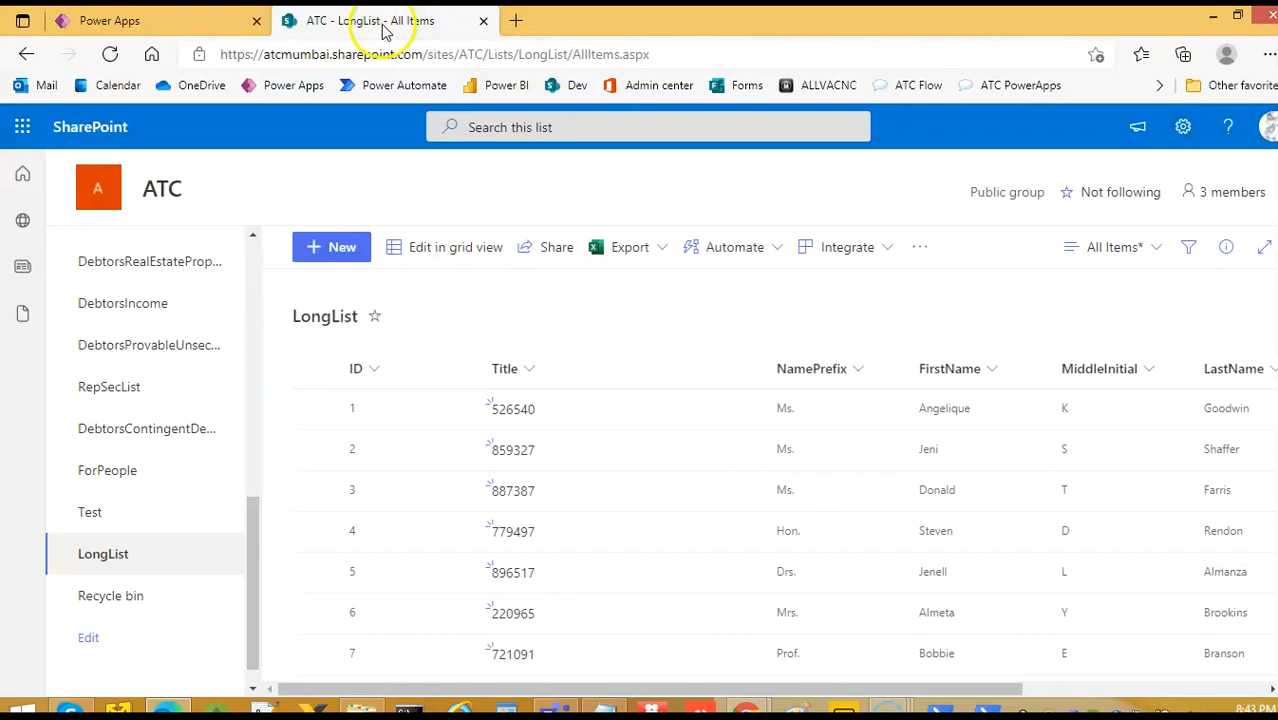 Power Apps
ATC - LongList - All Items
https://atcmumbai.sharepoint.com/sites/ATC/Lists/LongList/AllItems.aspx
Mail Calendar OneDrive Power Apps Power Automate Power BI Dev Admin center Forms ALLVACNC ATC Flow ATC PowerApps Other favorite
SharePoint
Search this list
A ATC
Public group Not following 3 members
+ New Edit in grid view Share Export Automate Integrate ... All Items*
DebtorsRealEstateProp...
DebtorsIncome
DebtorsProvableUnsec...
RepSecList
DebtorsContingentDe...
ForPeople
Test
LongList
Recycle bin
Edit
LongList
ID Title NamePrefix FirstName MiddleInitial LastName
1 526540 Ms. Angelique K Goodwin
2 859327 Ms. Jeni S Shaffer
3 887387 Ms. Donald T Farris
4 779497 Hon. Steven D Rendon
5 896517 Drs. Jenell L Almanza
6 220965 Mrs. Almeta Y Brookins
7 721091 Prof. Bobbie E Branson
8:43 PM